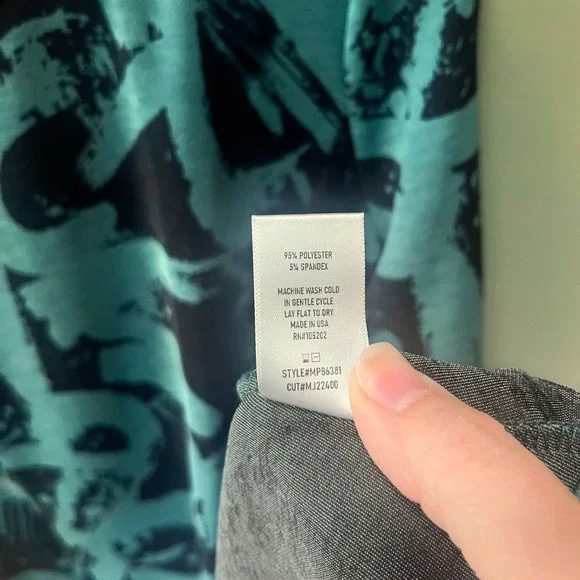 95% POLYESTER
5% SPANDEX
MACHINE WASH COLD
IN GENTLE CYCLE
LAY FLAT TO DRY
MADE IN USA
RN#105202
STYLE#MP86381
CUT#MJ22400